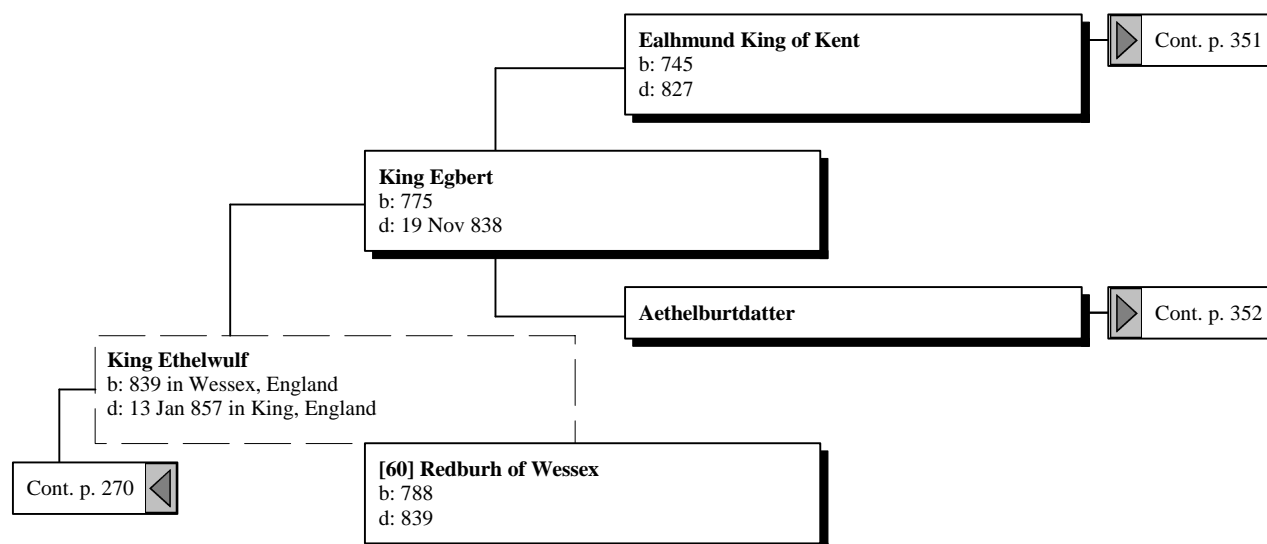 Ealhmund King of Kent
b: 745
d: 827
Cont. p. 351
King Egbert
b: 775
d: 19 Nov 838
Aethelburtdatter
Cont. p. 352
King Ethelwulf
b: 839 in Wessex, England
d: 13 Jan 857 in King, England
[60] Redburh of Wessex
b: 788
d: 839
Cont. p. 270